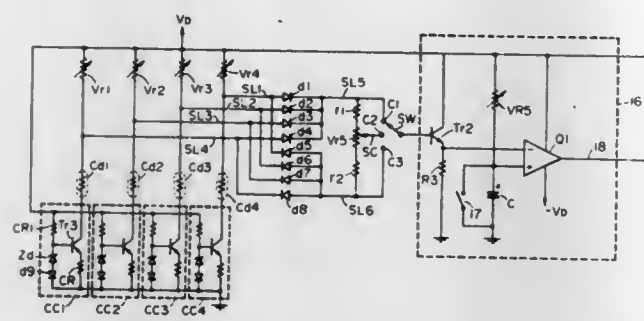 VD
Vr1
Vr2
Vr3
Vr4
SL1
SL2
SL3
SL4
d1
d2
d3
d4
d5
d6
d7
d8
SL5
SL6
r1
Vr5
r2
C1
C2
SC
C3
SW
Tr2
R3
VR5
17
C
Q1
-VD
16
18
Cd1
Cd2
Cd3
Cd4
CR1
Tr3
Zd
CR
d9
CC1
CC2
CC3
CC4